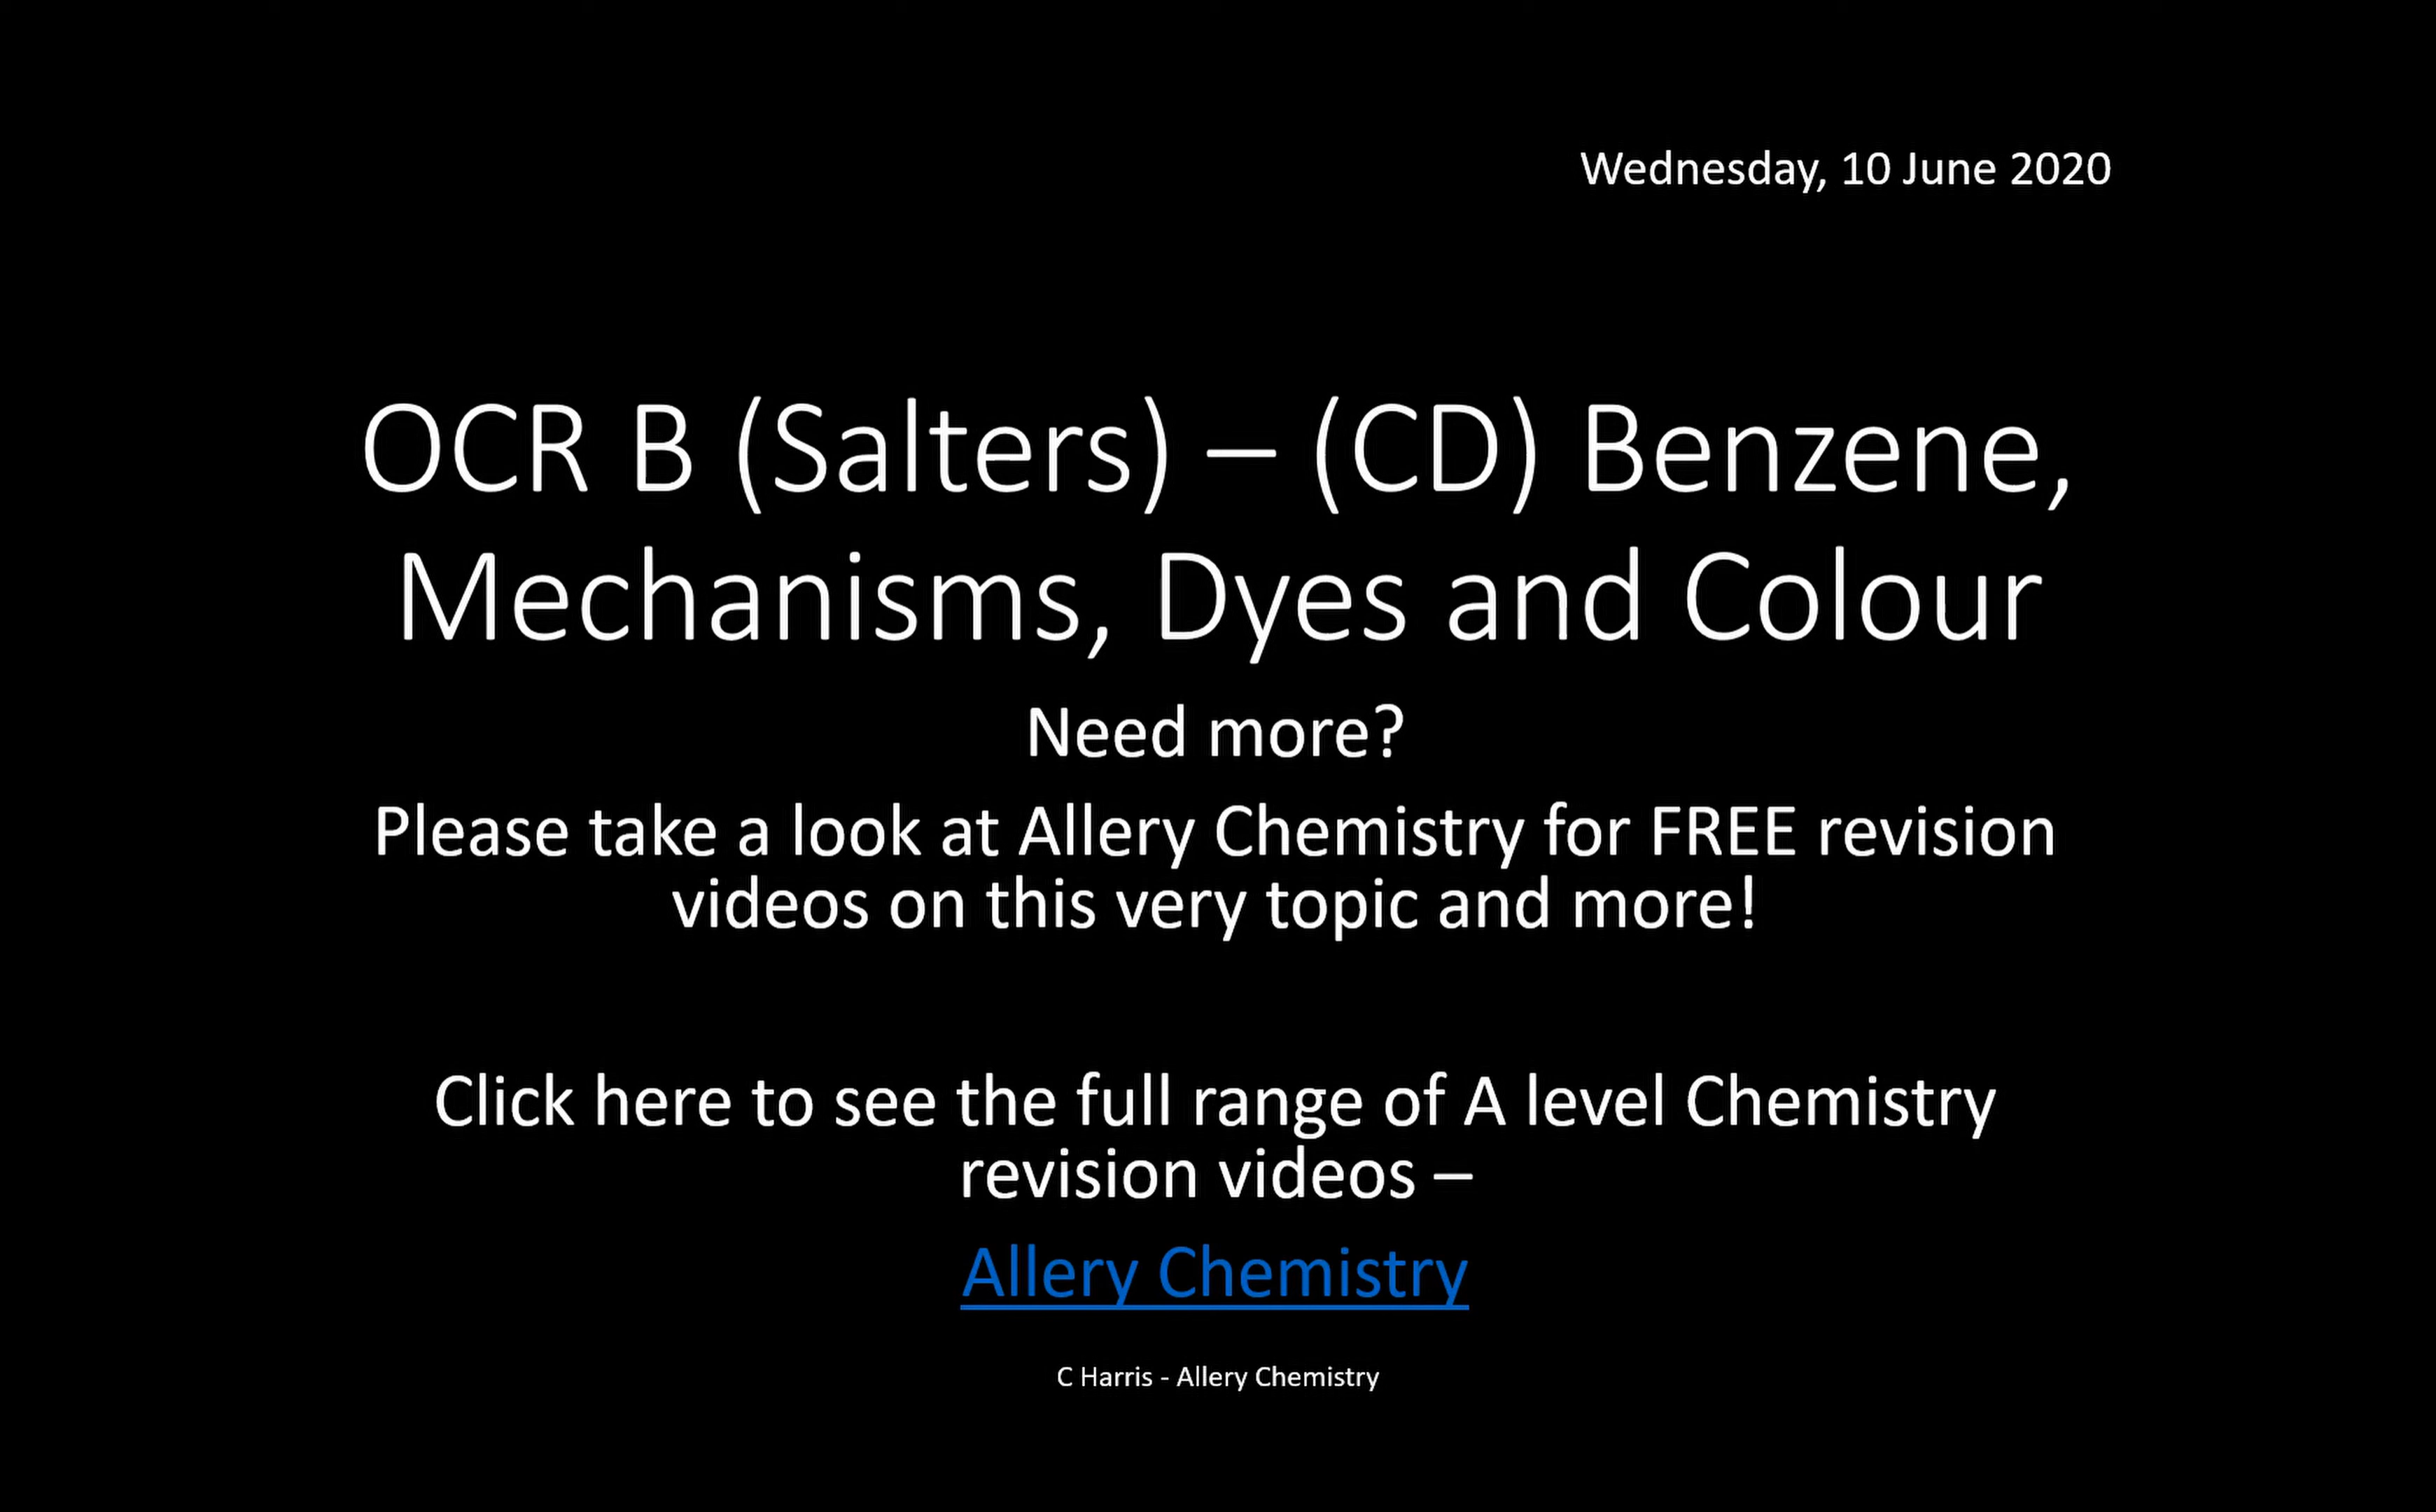 Wednesday, 10 June 2020
OCR B (Salters) – (CD) Benzene,
Mechanisms, Dyes and Colour
Need more?
Please take a look at Allery Chemistry for FREE revision
videos on this very topic and more!
Click here to see the full range of A level Chemistry
revision videos –
Allery Chemistry
C Harris - Allery Chemistry